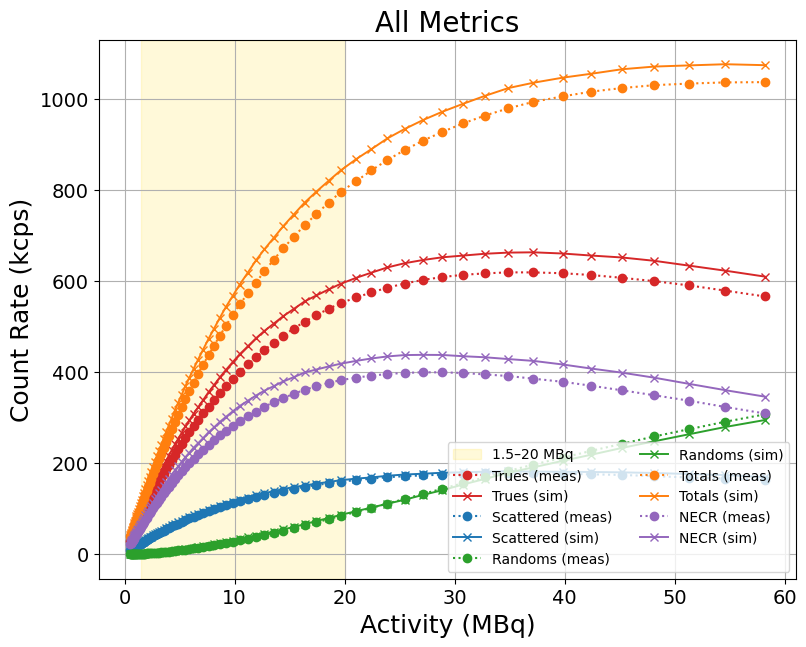 All Metrics
Count Rate (kcps)
1000
800
600
400
200
0
1.5–20 MBq
Trues (meas)
Trues (sim)
Scattered (meas)
Scattered (sim)
Randoms (meas)
Randoms (sim)
Totals (meas)
Totals (sim)
NECR (meas)
NECR (sim)
0 10 20 30 40 50 60
Activity (MBq)